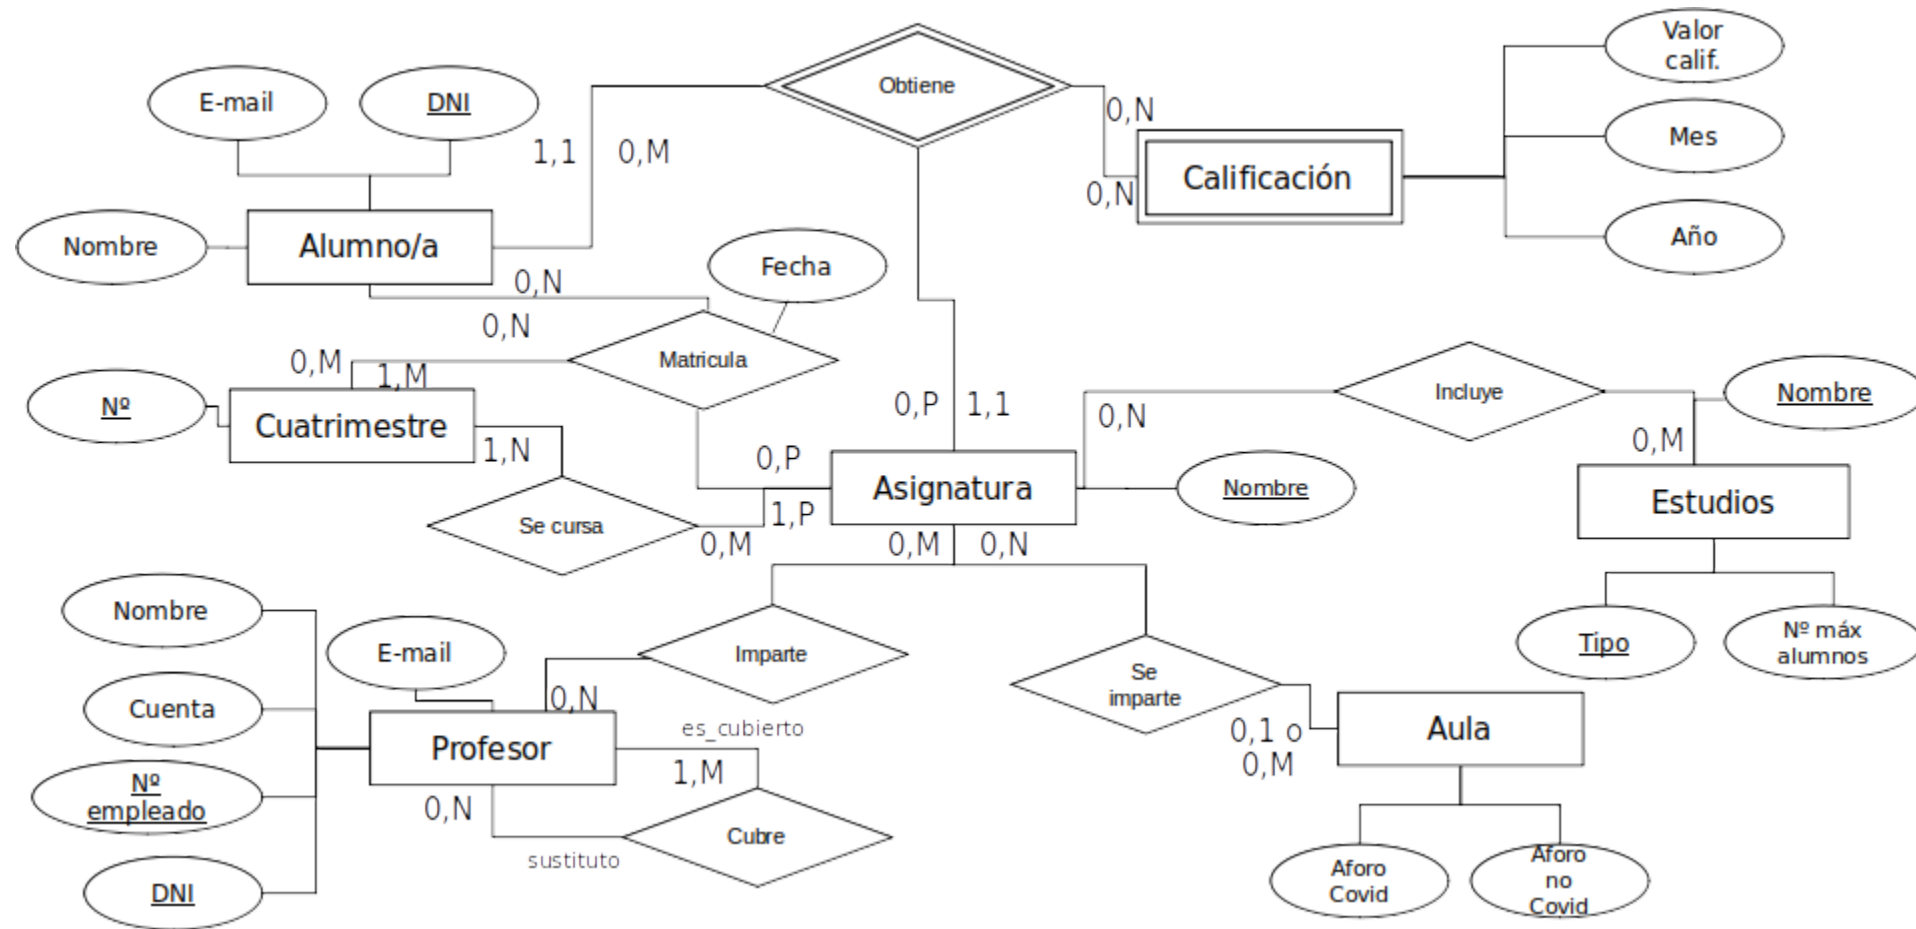 Valor
calif.
Obtiene
E-mail
DNI
0,N
Mes
1,1
0,M
Calificación
0,N
Año
Nombre
Alumno/a
Fecha
0,N
0,N
Matricula
0,M
1,M
Incluye
Nombre
Nº
Cuatrimestre
0,P
1,1
0,N
1,N
0,M
0,P
Asignatura
Nombre
Estudios
Se cursa
1,P
0,M
0,M
0,N
Nombre
E-mail
Imparte
Se
imparte
Tipo
Nº máx
alumnos
Cuenta
0,N
es_cubierto
Profesor
0,1 o
0,M
Aula
1,M
Nº
empleado
0,N
Cubre
sustituto
DNI
Aforo
Covid
Aforo
no
Covid